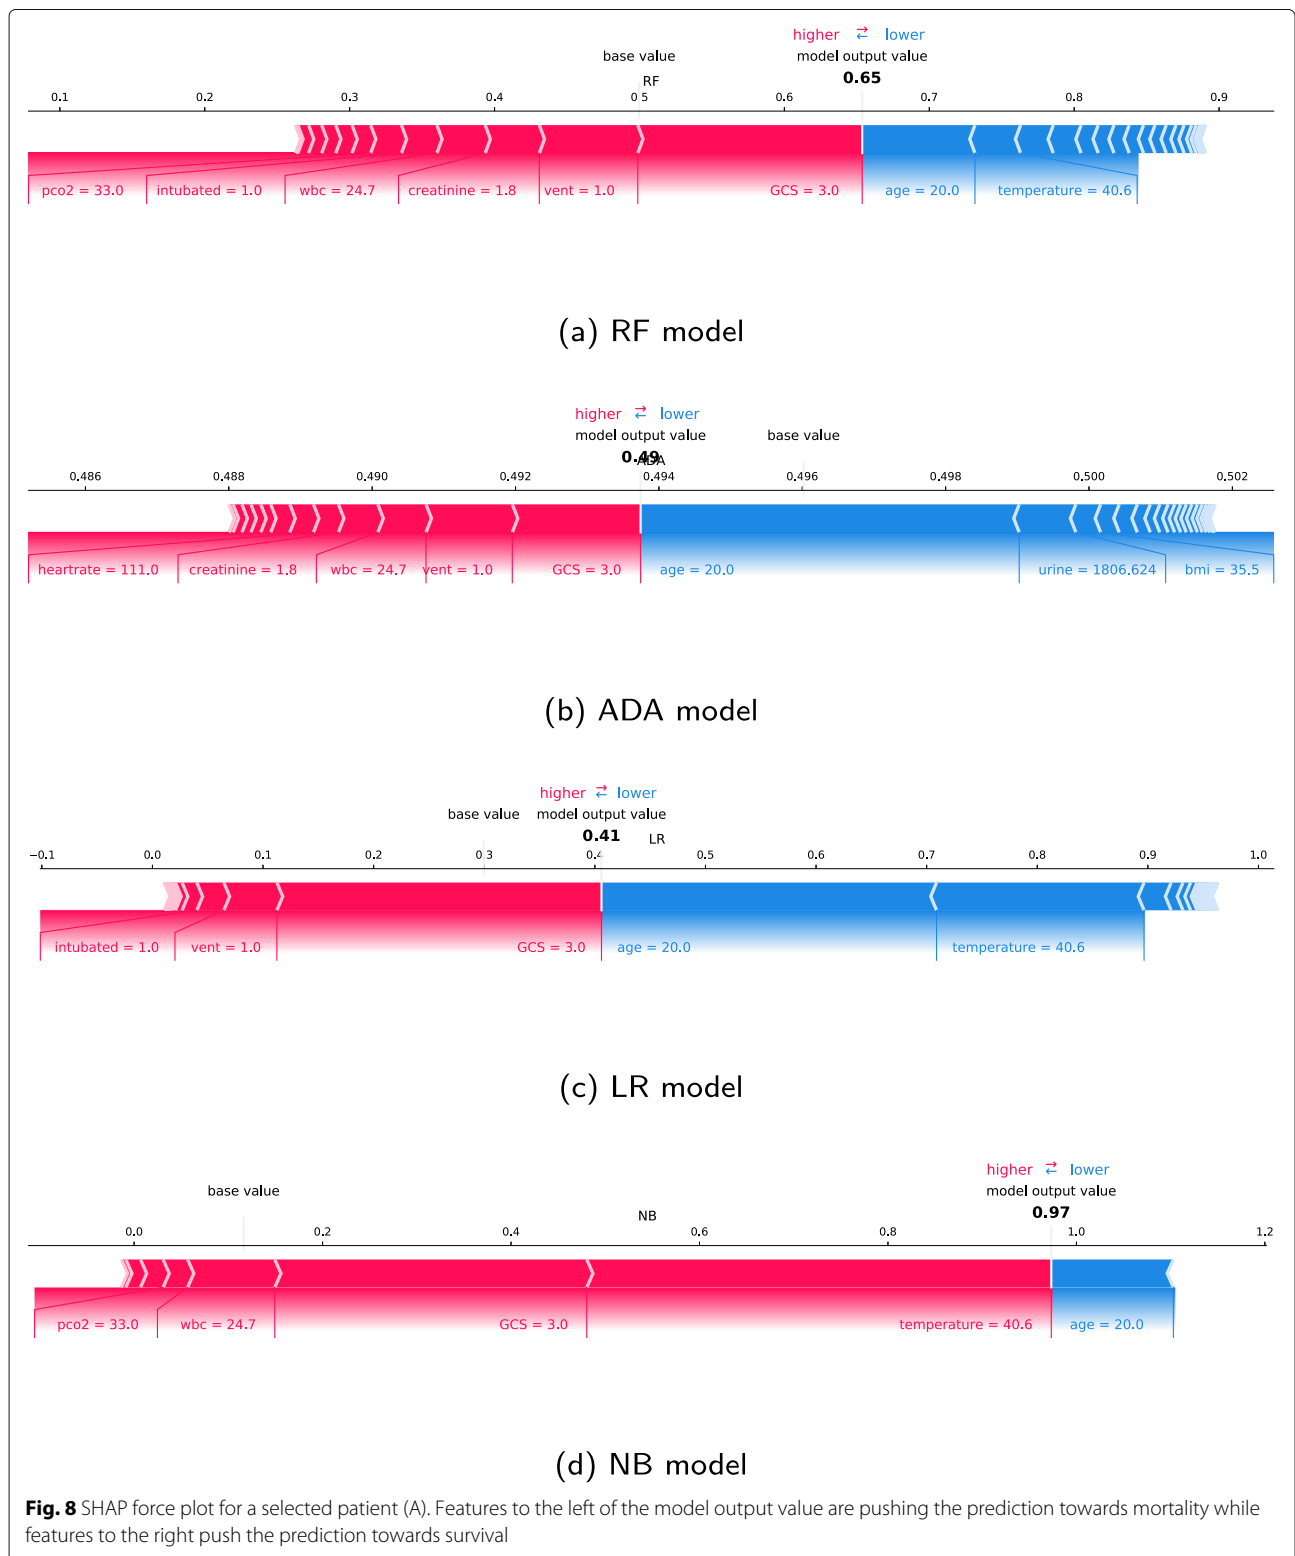 higher ⇄ lower
base value model output value
RF 0.65
0.1 0.2 0.3 0.4 0.5 0.6 0.7 0.8 0.9
pco2 = 33.0 intubated = 1.0 wbc = 24.7 creatinine = 1.8 vent = 1.0 GCS = 3.0 age = 20.0 temperature = 40.6
(a) RF model
higher ⇄ lower
model output value base value
0.49 ADA
0.486 0.488 0.490 0.492 0.494 0.496 0.498 0.500 0.502
heartrate = 111.0 creatinine = 1.8 wbc = 24.7 vent = 1.0 GCS = 3.0 age = 20.0 urine = 1806.624 bmi = 35.5
(b) ADA model
higher ⇄ lower
base value model output value
0.41 LR
−0.1 0.0 0.1 0.2 0.3 0.4 0.5 0.6 0.7 0.8 0.9 1.0
intubated = 1.0 vent = 1.0 GCS = 3.0 age = 20.0 temperature = 40.6
(c) LR model
higher ⇄ lower
base value model output value
NB 0.97
0.0 0.2 0.4 0.6 0.8 1.0 1.2
pco2 = 33.0 wbc = 24.7 GCS = 3.0 temperature = 40.6 age = 20.0
(d) NB model
Fig. 8 SHAP force plot for a selected patient (A). Features to the left of the model output value are pushing the prediction towards mortality while
features to the right push the prediction towards survival